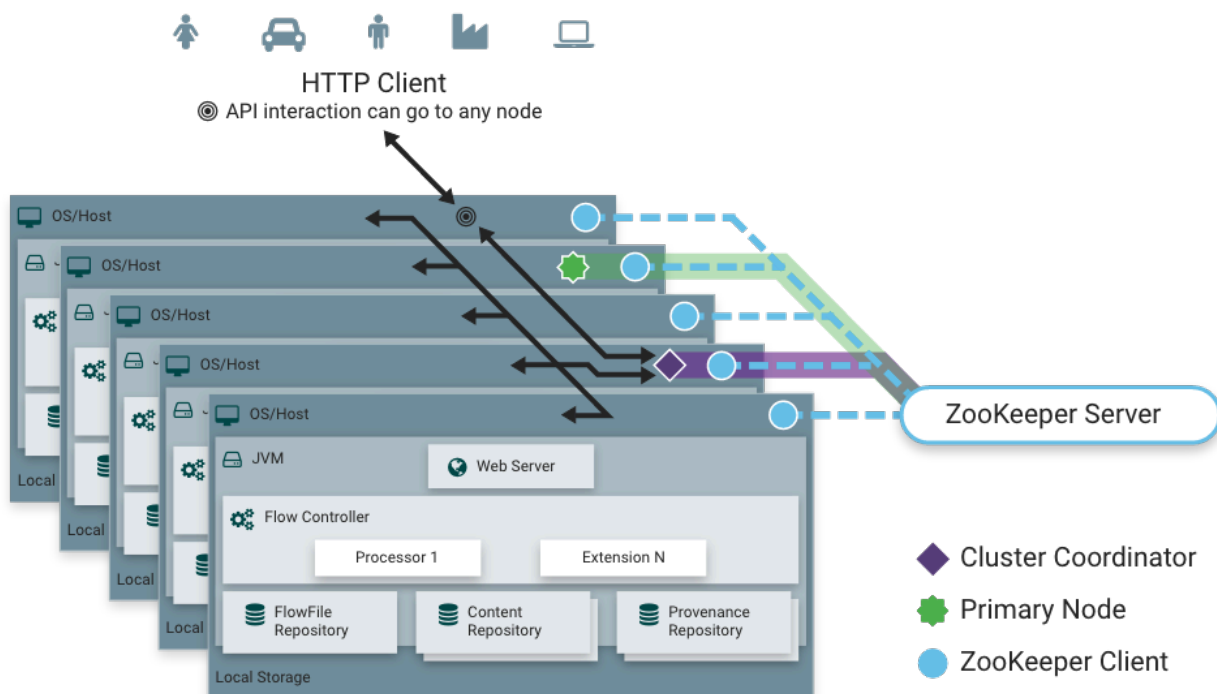 HTTP Client
API interaction can go to any node
OS/Host
OS/Host
OS/Host
OS/Host
OS/Host
ZooKeeper Server
JVM
Web Server
Flow Controller
Processor 1
Extension N
FlowFile
Repository
Content
Repository
Provenance
Repository
Local
Local
Local
Local
Local Storage
Cluster Coordinator
Primary Node
ZooKeeper Client